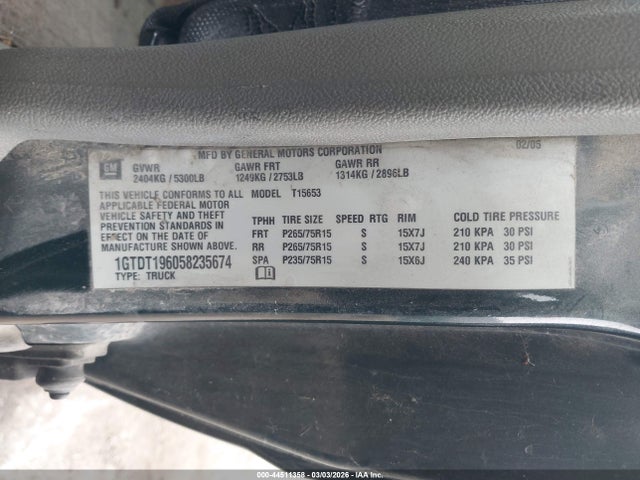 MFD BY GENERAL MOTORS CORPORATION 02/05
GM GVWR GAWR FRT GAWR RR
2404KG / 5300LB 1249KG / 2753LB 1314KG / 2896LB
THIS VEHICLE CONFORMS TO ALL MODEL T15653
APPLICABLE FEDERAL MOTOR
VEHICLE SAFETY AND THEFT
PREVENTION STANDARDS TPHH TIRE SIZE SPEED RTG RIM COLD TIRE PRESSURE
IN EFFECT ON THE DATE OF FRT P265/75R15 S 15X7J 210 KPA 30 PSI
MANUFACTURE SHOWN ABOVE. RR P265/75R15 S 15X7J 210 KPA 30 PSI
1GTDT196058235674 SPA P235/75R15 S 15X6J 240 KPA 35 PSI
TYPE: TRUCK
000-44511358 - 03/03/2026 - IAAI.COM